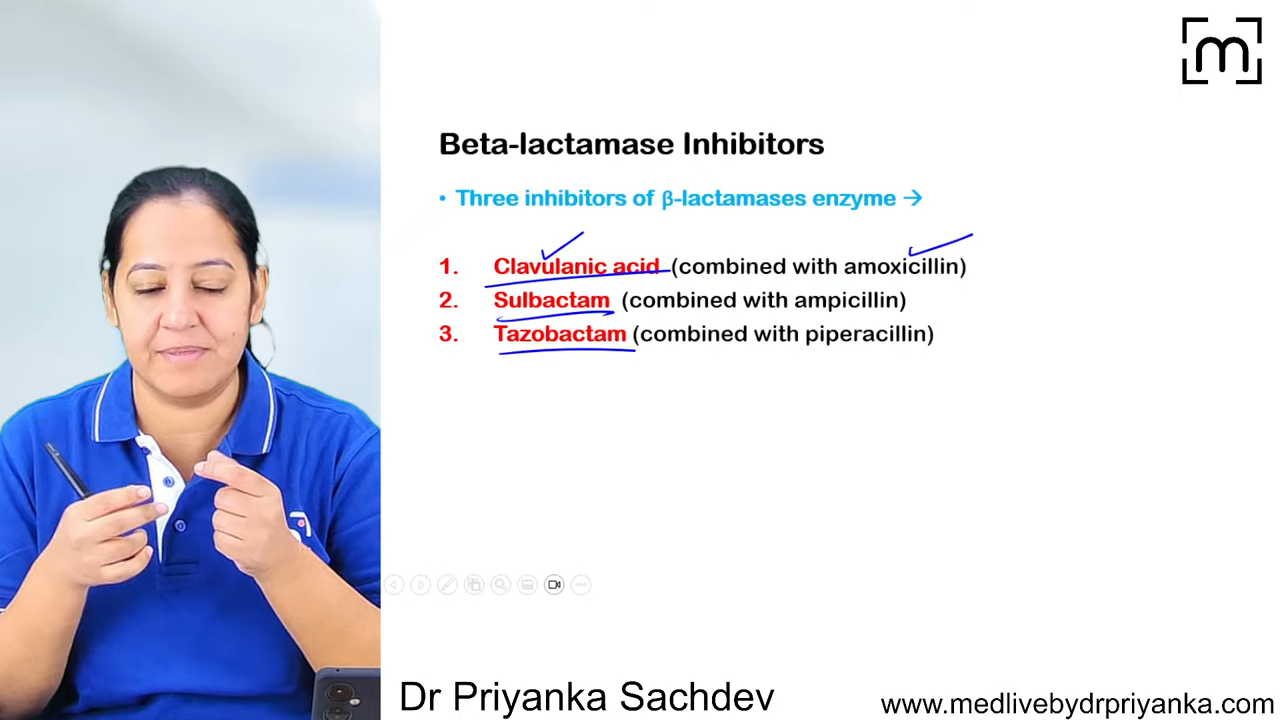 m
Beta-lactamase Inhibitors
• Three inhibitors of β-lactamases enzyme →
1. Clavulanic acid (combined with amoxicillin)
2. Sulbactam (combined with ampicillin)
3. Tazobactam (combined with piperacillin)
Dr Priyanka Sachdev
www.medlivebydrpriyanka.com